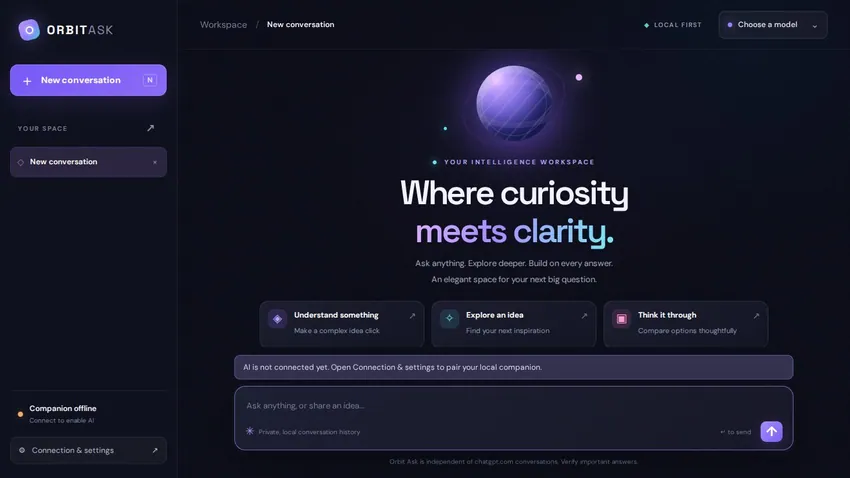 ORBITASK
New conversation N
YOUR SPACE
New conversation
Companion offline
Connect to enable AI
Connection & settings
Workspace / New conversation
LOCAL FIRST
Choose a model
YOUR INTELLIGENCE WORKSPACE
Where curiosity
meets clarity.
Ask anything. Explore deeper. Build on every answer.
An elegant space for your next big question.
Understand something
Make a complex idea click
Explore an idea
Find your next inspiration
Think it through
Compare options thoughtfully
AI is not connected yet. Open Connection & settings to pair your local companion.
Ask anything, or share an idea...
Private, local conversation history
↵ to send
Orbit Ask is independent of chatgpt.com conversations. Verify important answers.